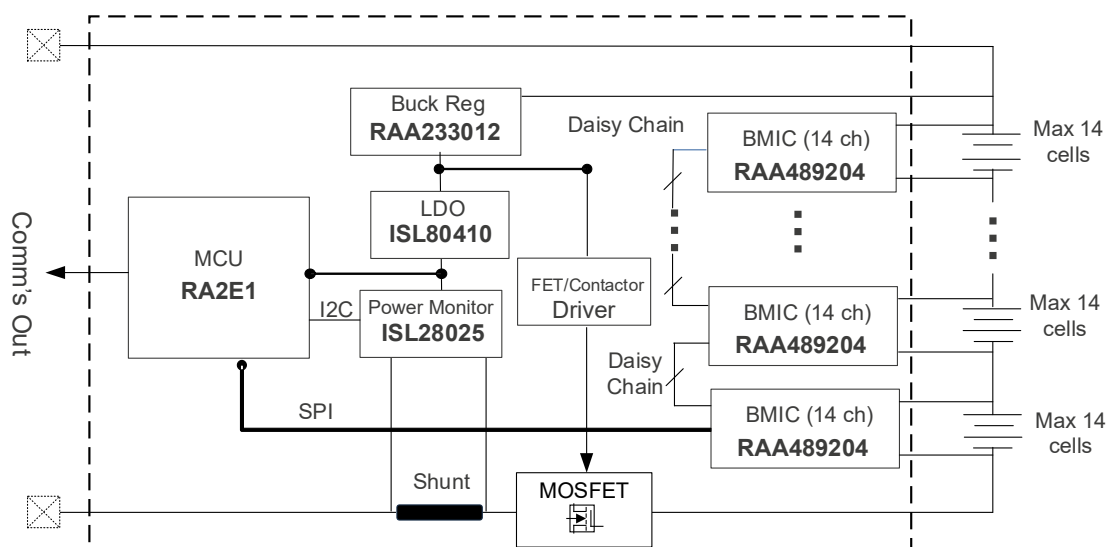 Buck Reg
RAA233012
Daisy Chain
BMIC (14 ch)
RAA489204
Max 14
cells
LDO
ISL80410
MCU
RA2E1
Comm's Out
FET/Contactor
Driver
I2C
Power Monitor
ISL28025
BMIC (14 ch)
RAA489204
Max 14
cells
Daisy
Chain
SPI
BMIC (14 ch)
RAA489204
Max 14
cells
Shunt
MOSFET